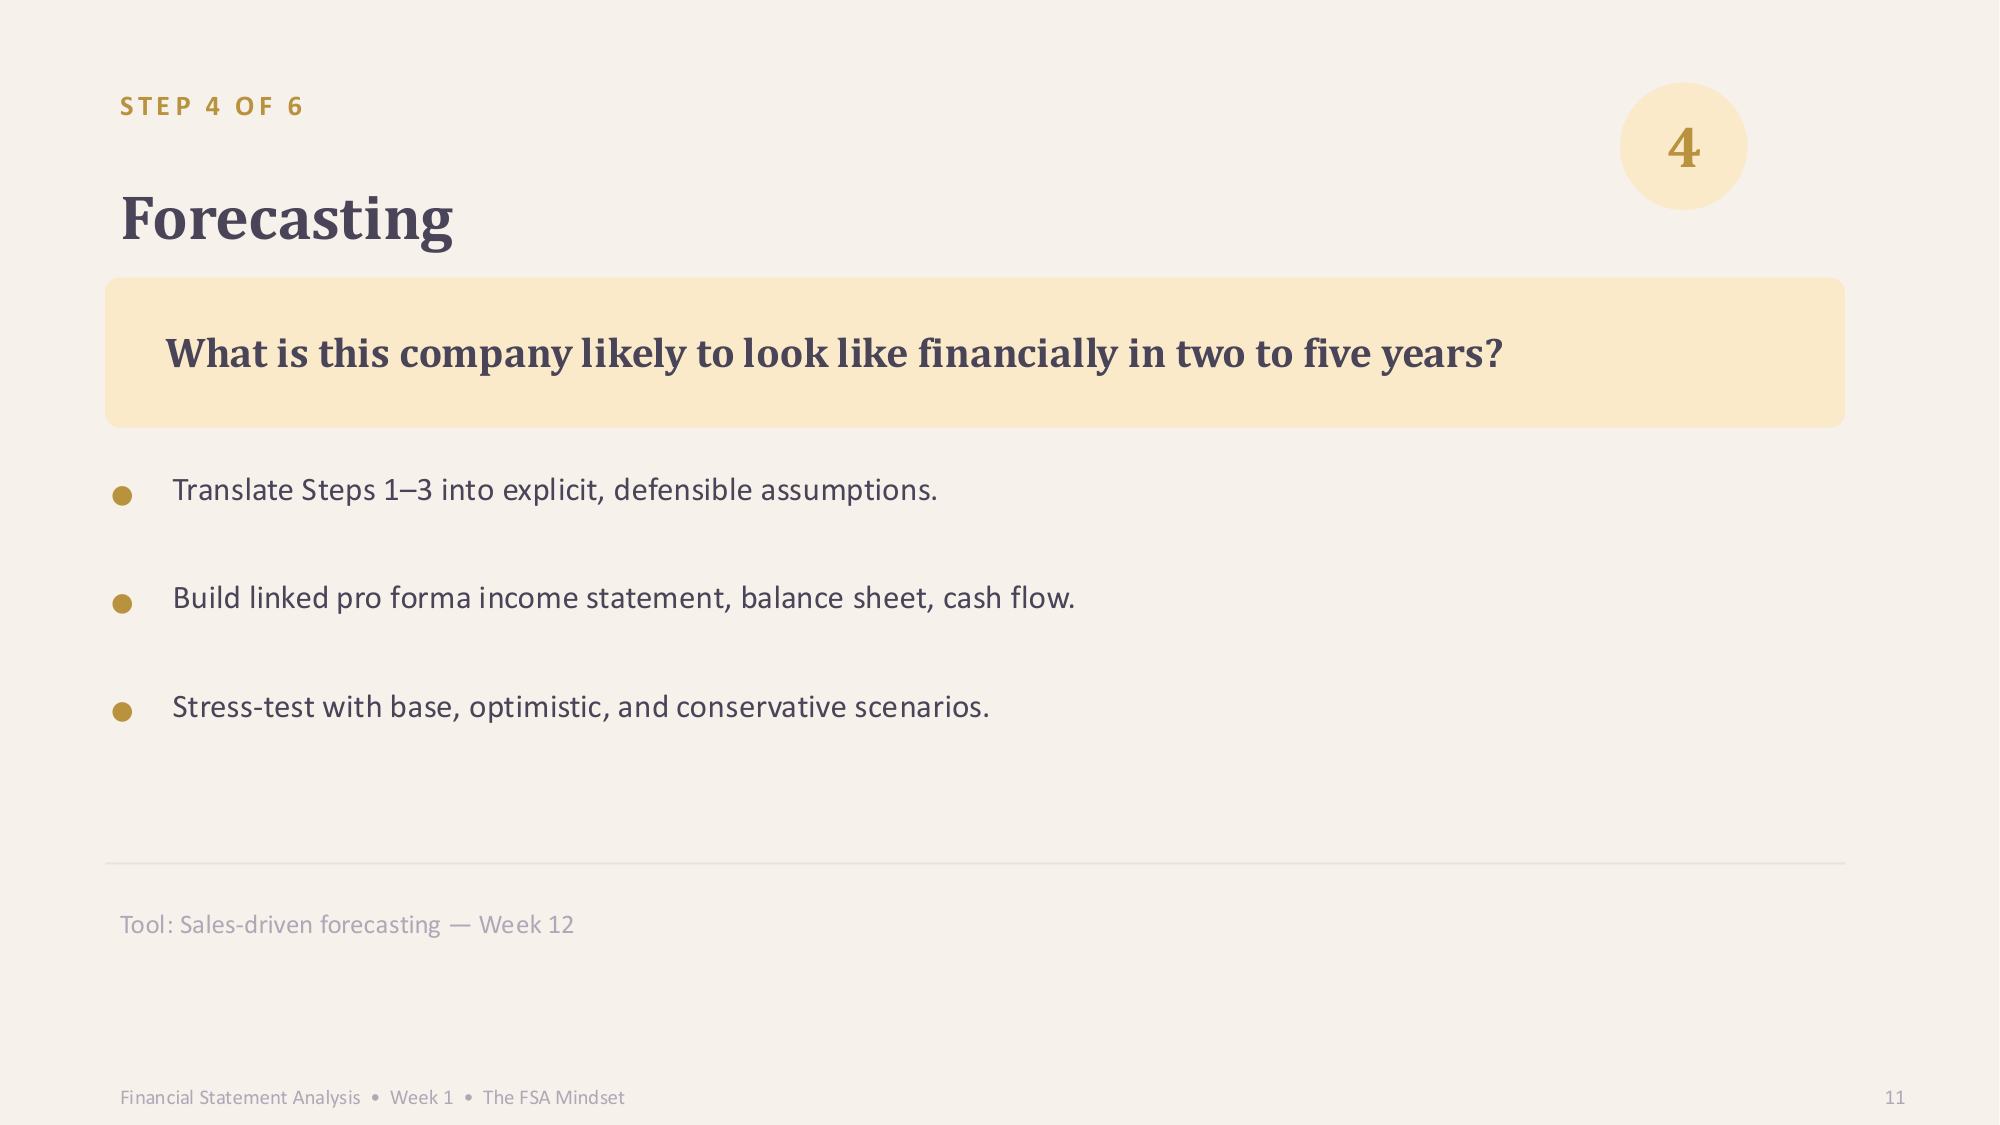 STEP 4 OF 6
4
Forecasting
What is this company likely to look like financially in two to five years?
Translate Steps 1–3 into explicit, defensible assumptions.
Build linked pro forma income statement, balance sheet, cash flow.
Stress-test with base, optimistic, and conservative scenarios.
Tool: Sales-driven forecasting — Week 12
Financial Statement Analysis • Week 1 • The FSA Mindset
11